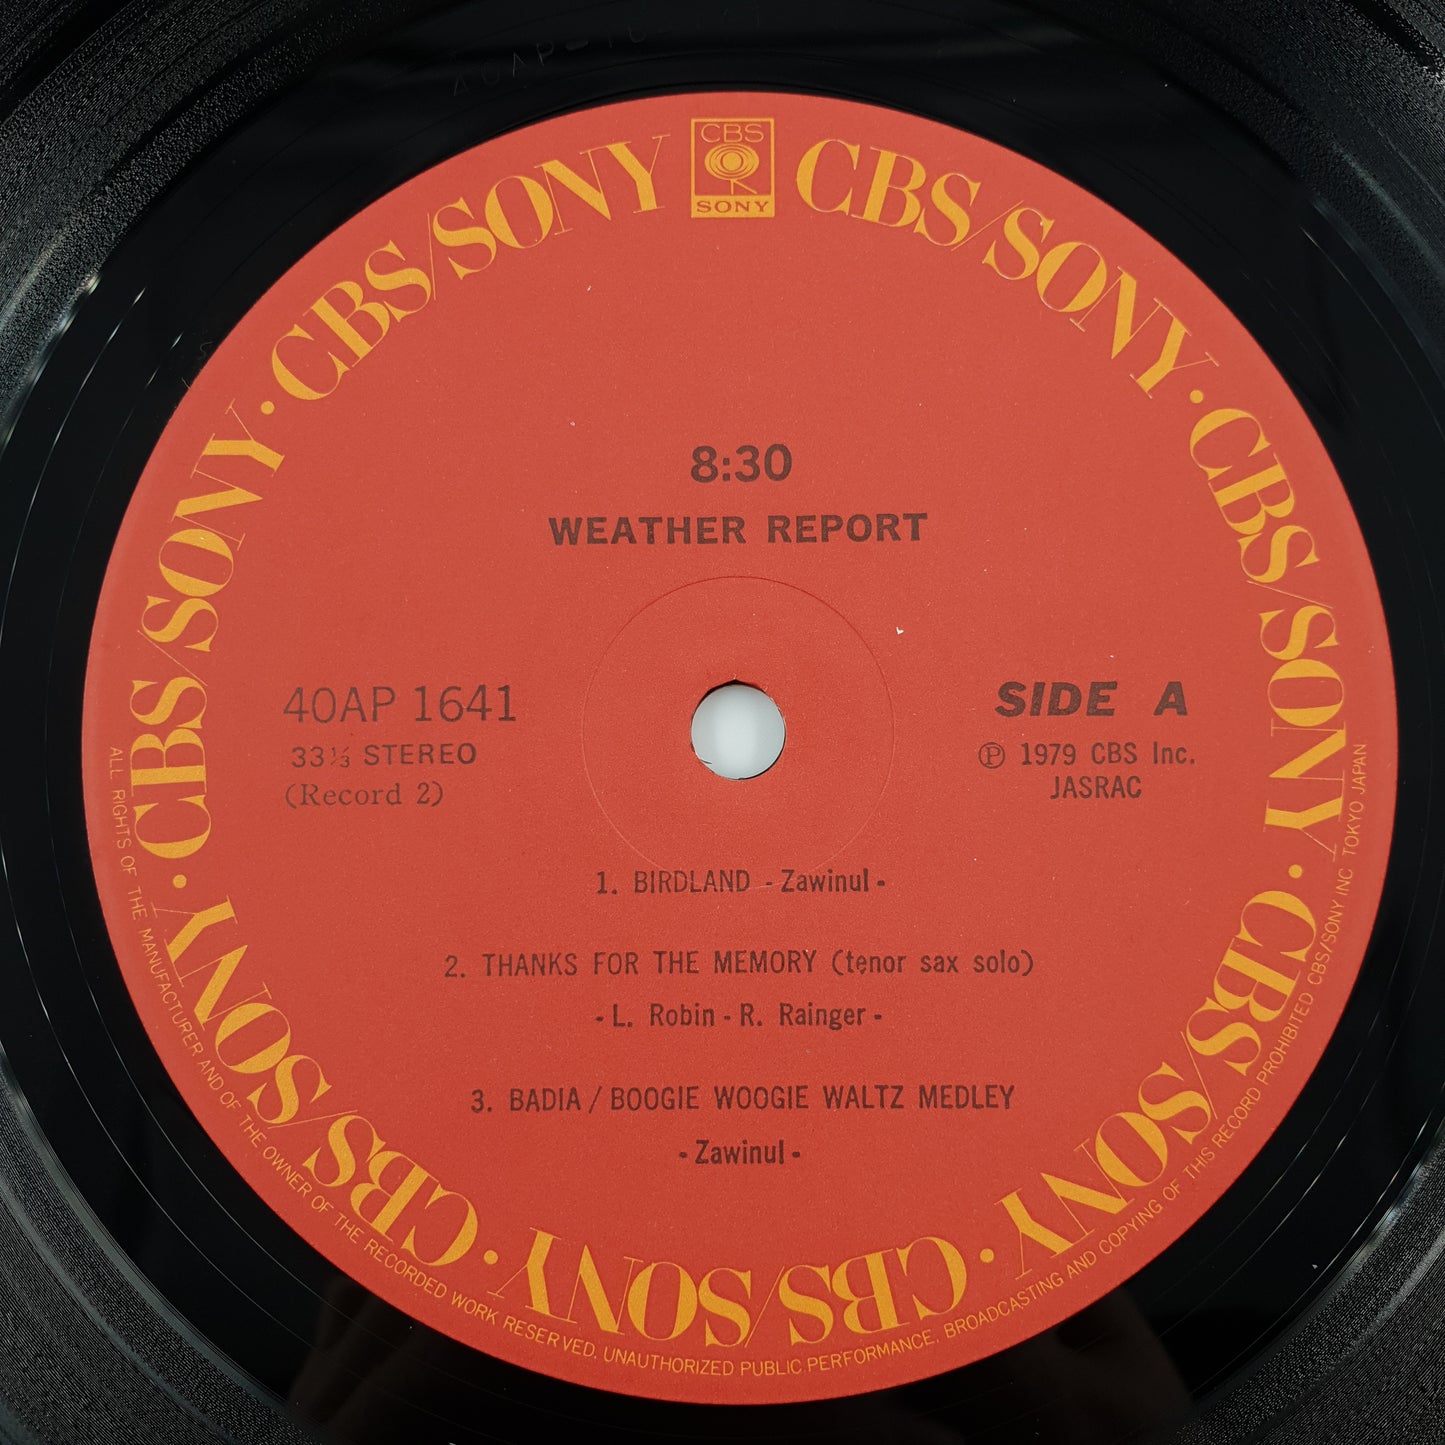 CBS
SONY
CBS/SONY · CBS/SONY · CBS/SONY · CBS/SONY · CBS/SONY · CBS/SONY · CBS/SONY · CBS/SONY
8:30
WEATHER REPORT
40AP 1641
33⅓ STEREO
(Record 2)
SIDE A
Ⓟ 1979 CBS Inc.
JASRAC
1. BIRDLAND - Zawinul -
2. THANKS FOR THE MEMORY (tenor sax solo)
- L. Robin - R. Rainger -
3. BADIA / BOOGIE WOOGIE WALTZ MEDLEY
- Zawinul -
ALL RIGHTS OF THE MANUFACTURER AND OF THE OWNER OF THE RECORDED WORK RESERVED. UNAUTHORIZED PUBLIC PERFORMANCE, BROADCASTING AND COPYING OF THIS RECORD PROHIBITED CBS/SONY INC TOKYO JAPAN